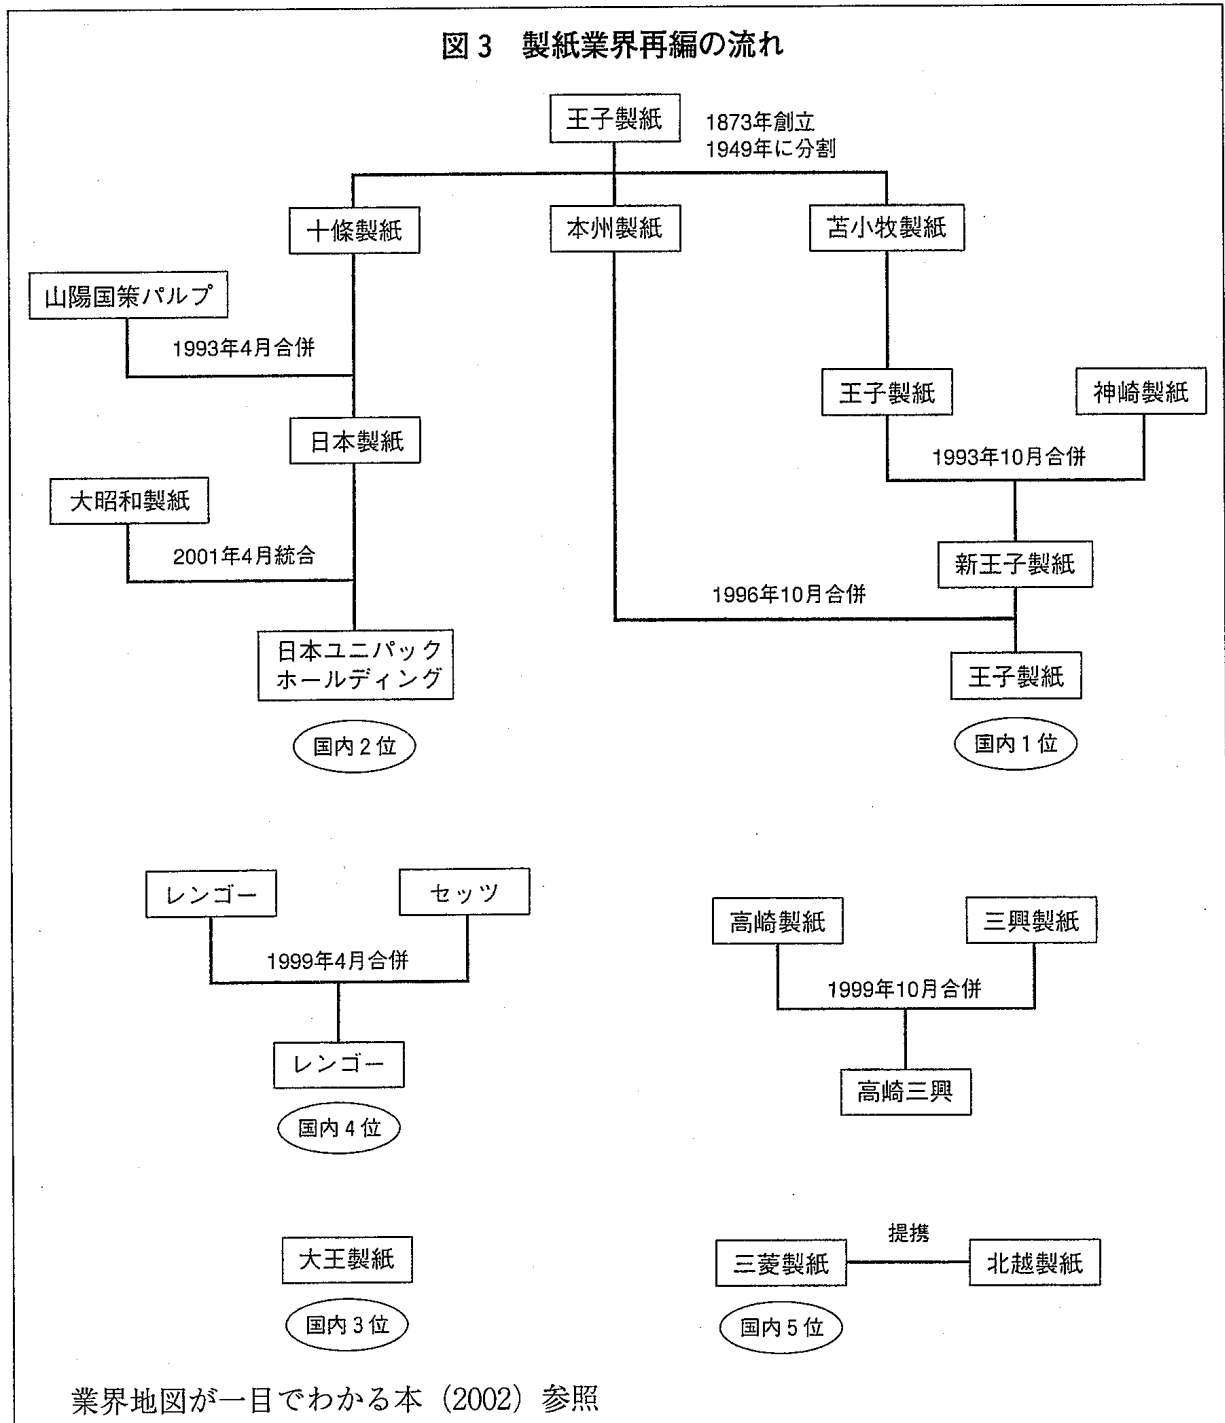 図3 製紙業界再編の流れ
王子製紙
1873年創立
1949年に分割
十條製紙
本州製紙
苫小牧製紙
山陽国策パルプ
1993年4月合併
王子製紙
神崎製紙
日本製紙
1993年10月合併
大昭和製紙
2001年4月統合
新王子製紙
1996年10月合併
日本ユニパック
ホールディング
王子製紙
国内2位
国内1位
レンゴー
セッツ
高崎製紙
三興製紙
1999年4月合併
1999年10月合併
レンゴー
高崎三興
国内4位
大王製紙
三菱製紙
提携
北越製紙
国内3位
国内5位
業界地図が一目でわかる本(2002)参照